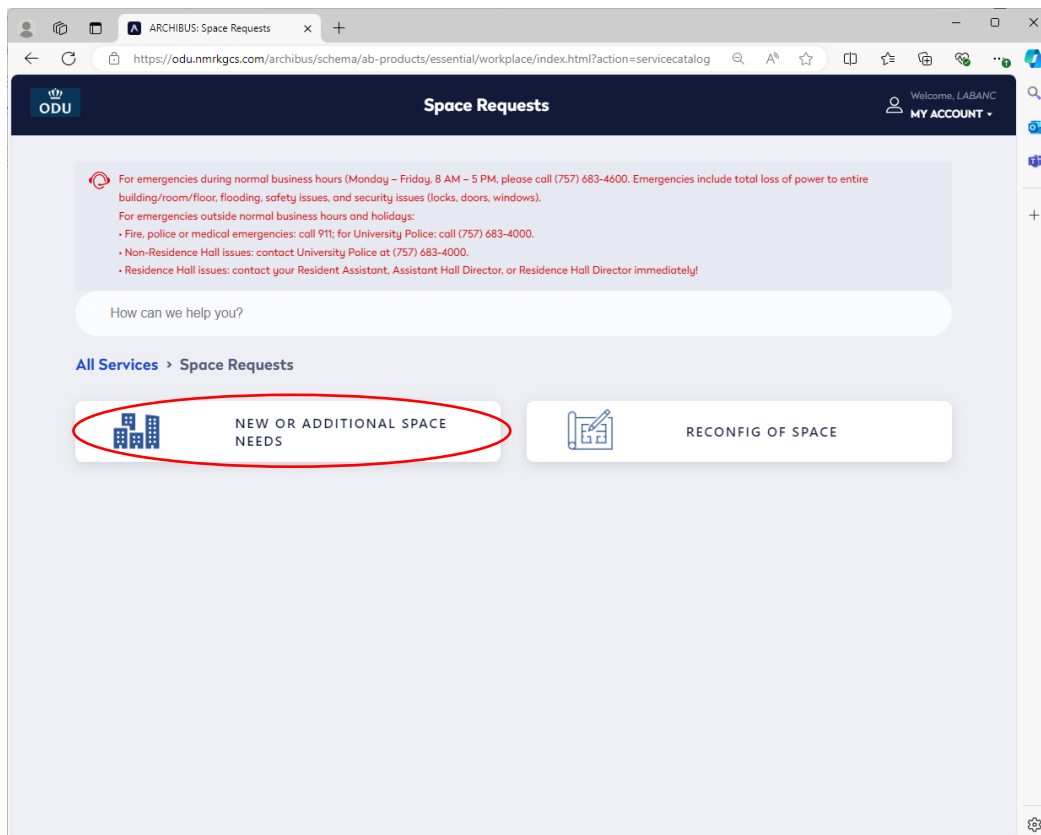 ARCHIBUS: Space Requests
https://odu.nmrkgcs.com/archibus/schema/ab-products/essential/workplace/index.html?action=servicecatalog
ODU
Space Requests
Welcome, LABANC
MY ACCOUNT
For emergencies during normal business hours (Monday – Friday, 8 AM – 5 PM, please call (757) 683-4600. Emergencies include total loss of power to entire
building/room/floor, flooding, safety issues, and security issues (locks, doors, windows).
For emergencies outside normal business hours and holidays:
• Fire, police or medical emergencies: call 911; for University Police: call (757) 683-4000.
• Non-Residence Hall issues: contact University Police at (757) 683-4000.
• Residence Hall issues: contact your Resident Assistant, Assistant Hall Director, or Residence Hall Director immediately!
How can we help you?
All Services > Space Requests
NEW OR ADDITIONAL SPACE
NEEDS
RECONFIG OF SPACE